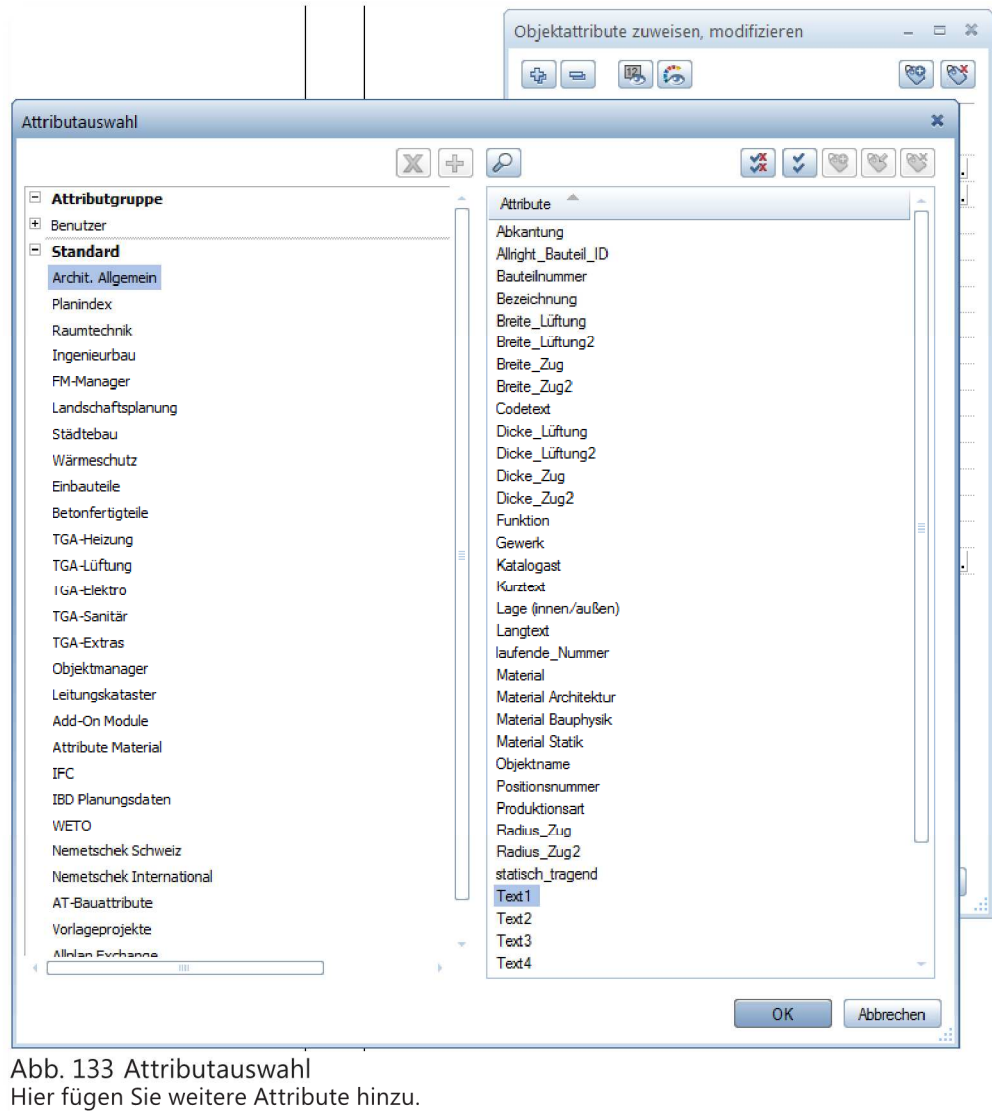 Objektattribute zuweisen, modifizieren
Attributauswahl
Attributgruppe
Benutzer
Standard
Archit. Allgemein
Planindex
Raumtechnik
Ingenieurbau
FM-Manager
Landschaftsplanung
Städtebau
Wärmeschutz
Einbauteile
Betonfertigteile
TGA-Heizung
TGA-Lüftung
TGA-Elektro
TGA-Sanitär
TGA-Extras
Objektmanager
Leitungskataster
Add-On Module
Attribute Material
IFC
IBD Planungsdaten
WETO
Nemetschek Schweiz
Nemetschek International
AT-Bauattribute
Vorlageprojekte
Allplan Exchange
Attribute
Abkantung
Allright_Bauteil_ID
Bauteilnummer
Bezeichnung
Breite_Lüftung
Breite_Lüftung2
Breite_Zug
Breite_Zug2
Codetext
Dicke_Lüftung
Dicke_Lüftung2
Dicke_Zug
Dicke_Zug2
Funktion
Gewerk
Katalogast
Kurztext
Lage (innen/außen)
Langtext
laufende_Nummer
Material
Material Architektur
Material Bauphysik
Material Statik
Objektname
Positionsnummer
Produktionsart
Radius_Zug
Radius_Zug2
statisch_tragend
Text1
Text2
Text3
Text4
OK
Abbrechen
Abb. 133 Attributauswahl
Hier fügen Sie weitere Attribute hinzu.